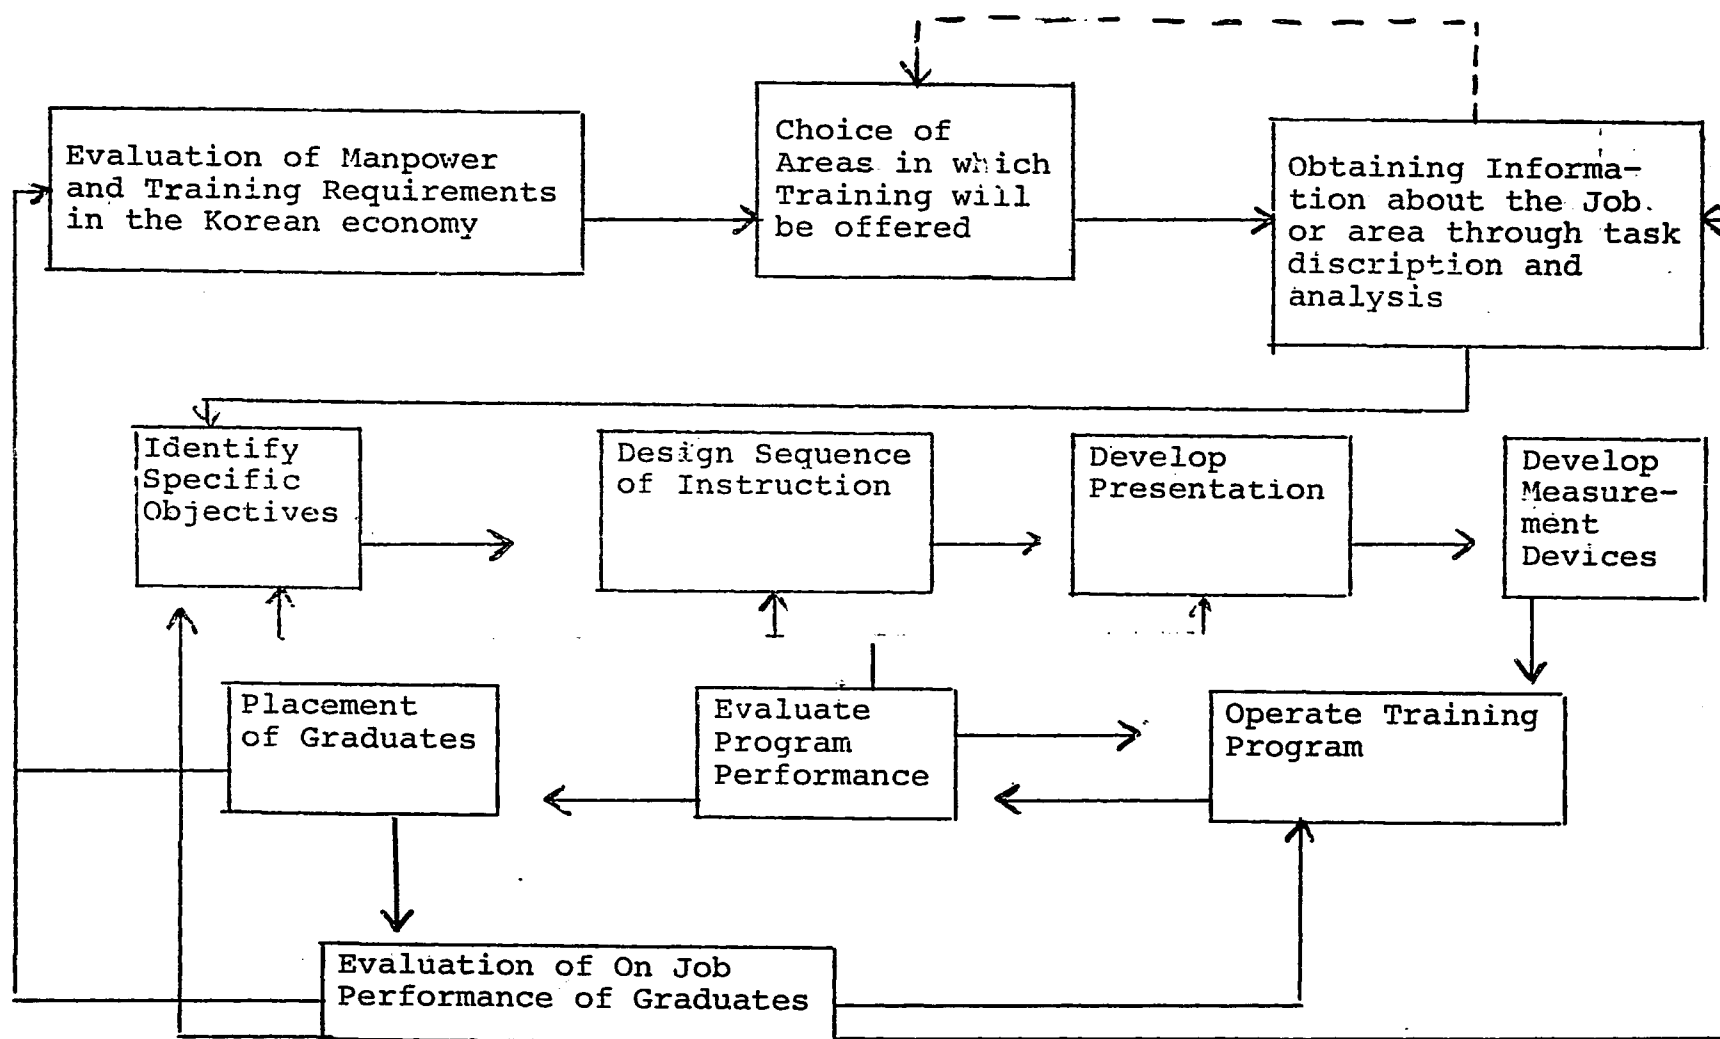 Evaluation of Manpower
and Training Requirements
in the Korean economy
Choice of
Areas in which
Training will
be offered
Obtaining Informa-
tion about the Job.
or area through task
discription and
analysis
Identify
Specific
Objectives
Design Sequence
of Instruction
Develop
Presentation
Develop
Measure-
ment
Devices
Placement
of Graduates
Evaluate
Program
Performance
Operate Training
Program
Evaluation of On Job
Performance of Graduates